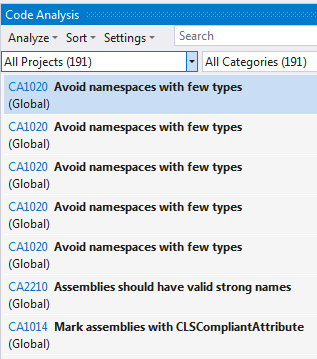 Code Analysis
Analyze Sort Settings Search
All Projects (191) All Categories (191)
CA1020 Avoid namespaces with few types
(Global)
CA1020 Avoid namespaces with few types
(Global)
CA1020 Avoid namespaces with few types
(Global)
CA1020 Avoid namespaces with few types
(Global)
CA1020 Avoid namespaces with few types
(Global)
CA2210 Assemblies should have valid strong names
(Global)
CA1014 Mark assemblies with CLSCompliantAttribute
(Global)